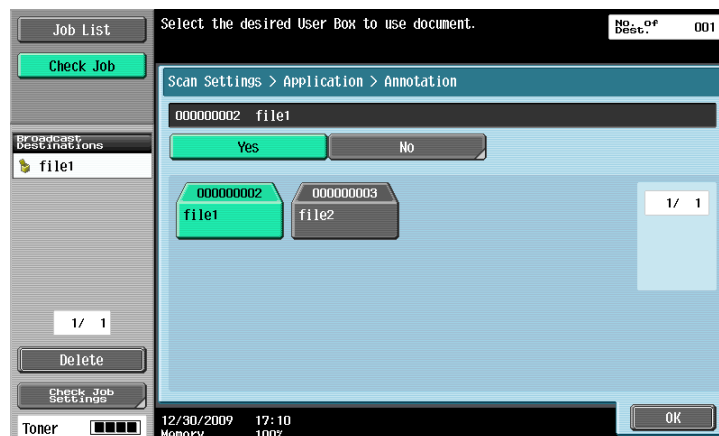 Job List
Check Job
Broadcast
Destinations
file1
1/ 1
Delete
Check Job
Settings
Toner
Select the desired User Box to use document.
No. of
Dest.
001
Scan Settings > Application > Annotation
000000002 file1
Yes
No
000000002
file1
000000003
file2
1/ 1
12/30/2009 17:10
Memory 100%
OK